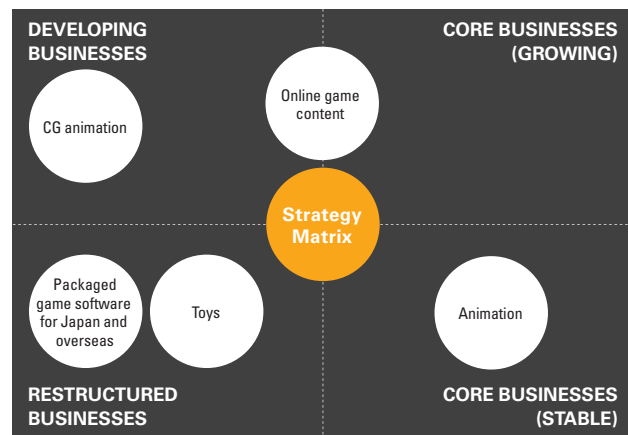 DEVELOPING
BUSINESSES
CORE BUSINESSES
(GROWING)
Online game
content
CG animation
Strategy
Matrix
Packaged
game software
for Japan and
overseas
Toys
Animation
RESTRUCTURED
BUSINESSES
CORE BUSINESSES
(STABLE)